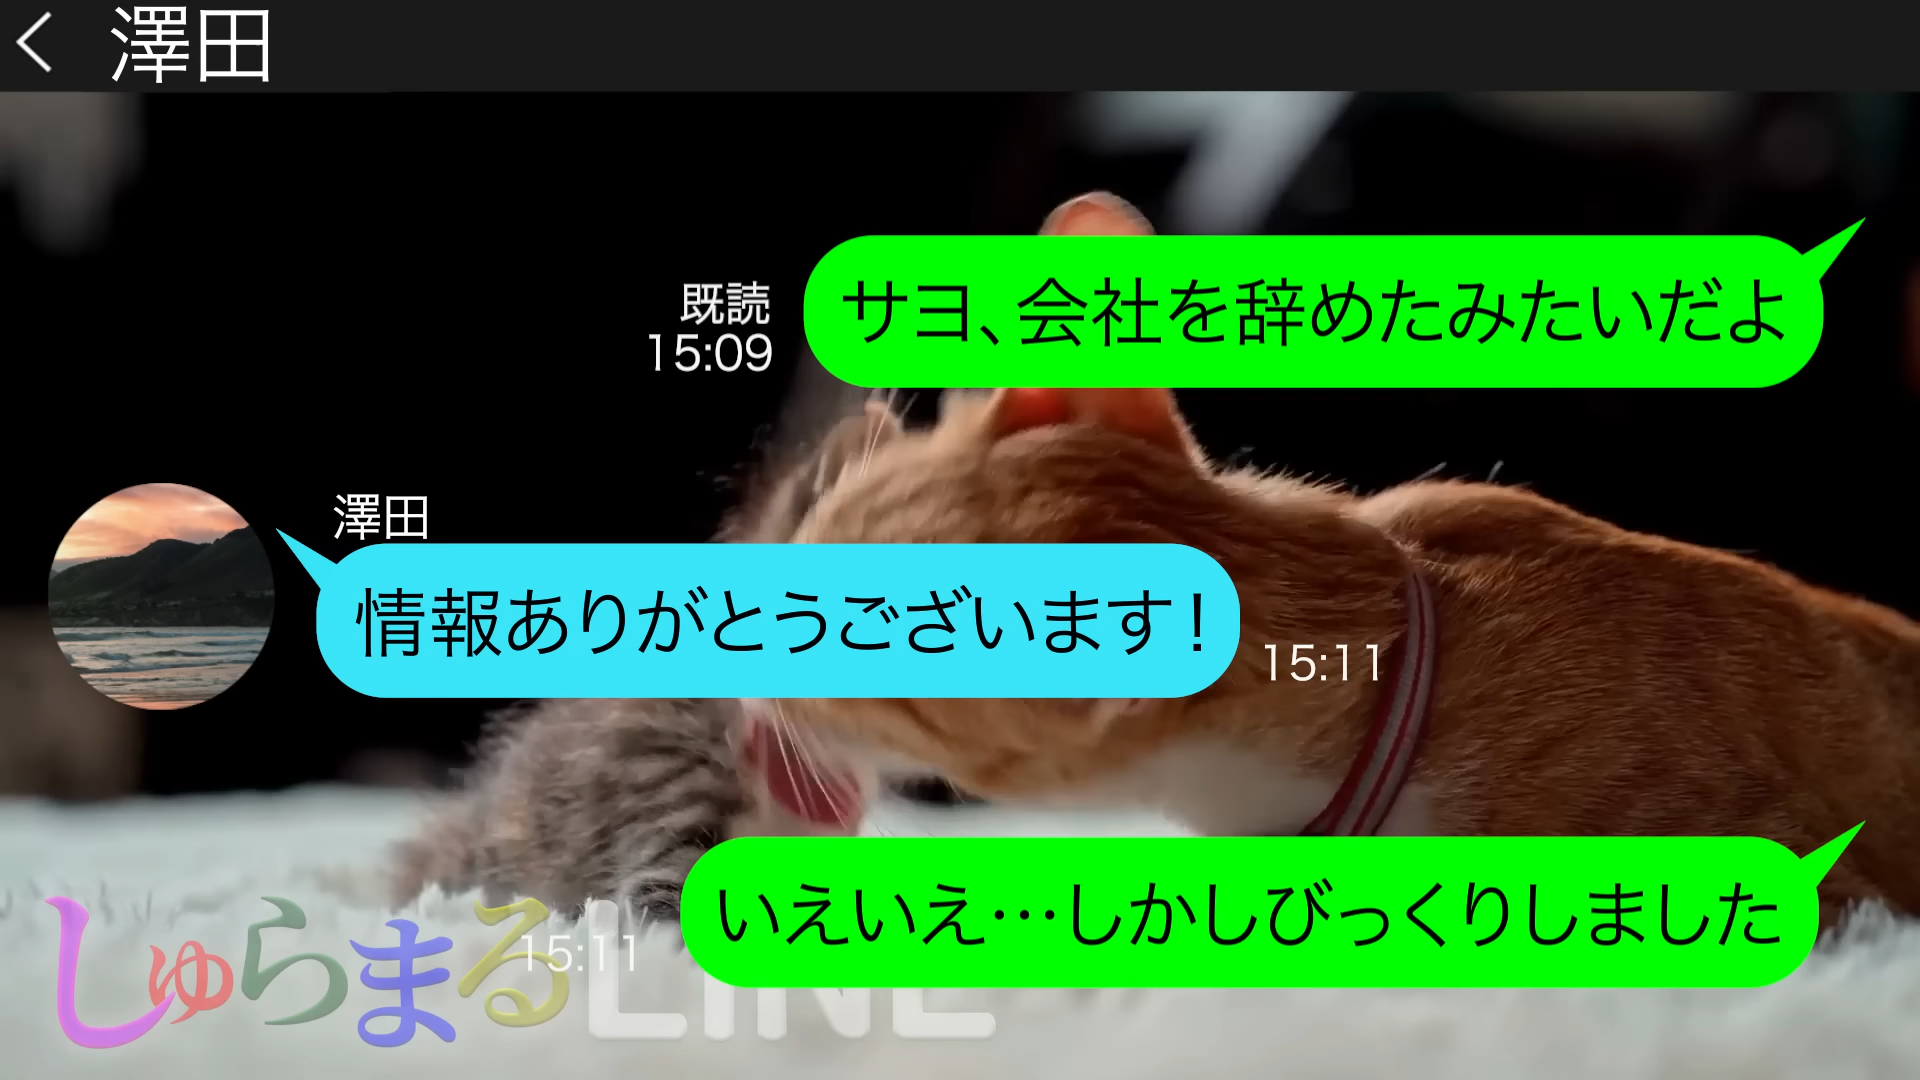 澤田
サヨ、会社を辞めたみたいだよ
既読
15:09
澤田
情報ありがとうございます!
15:11
いえいえ…しかしびっくりしました
15:11
しゅらまるLINE